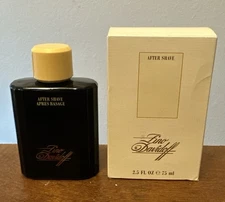 AFTER SHAVE
APRES RASAGE
Zino
Davidoff
AFTER SHAVE
Zino
Davidoff
2.5 FL OZ ℮ 75 ml